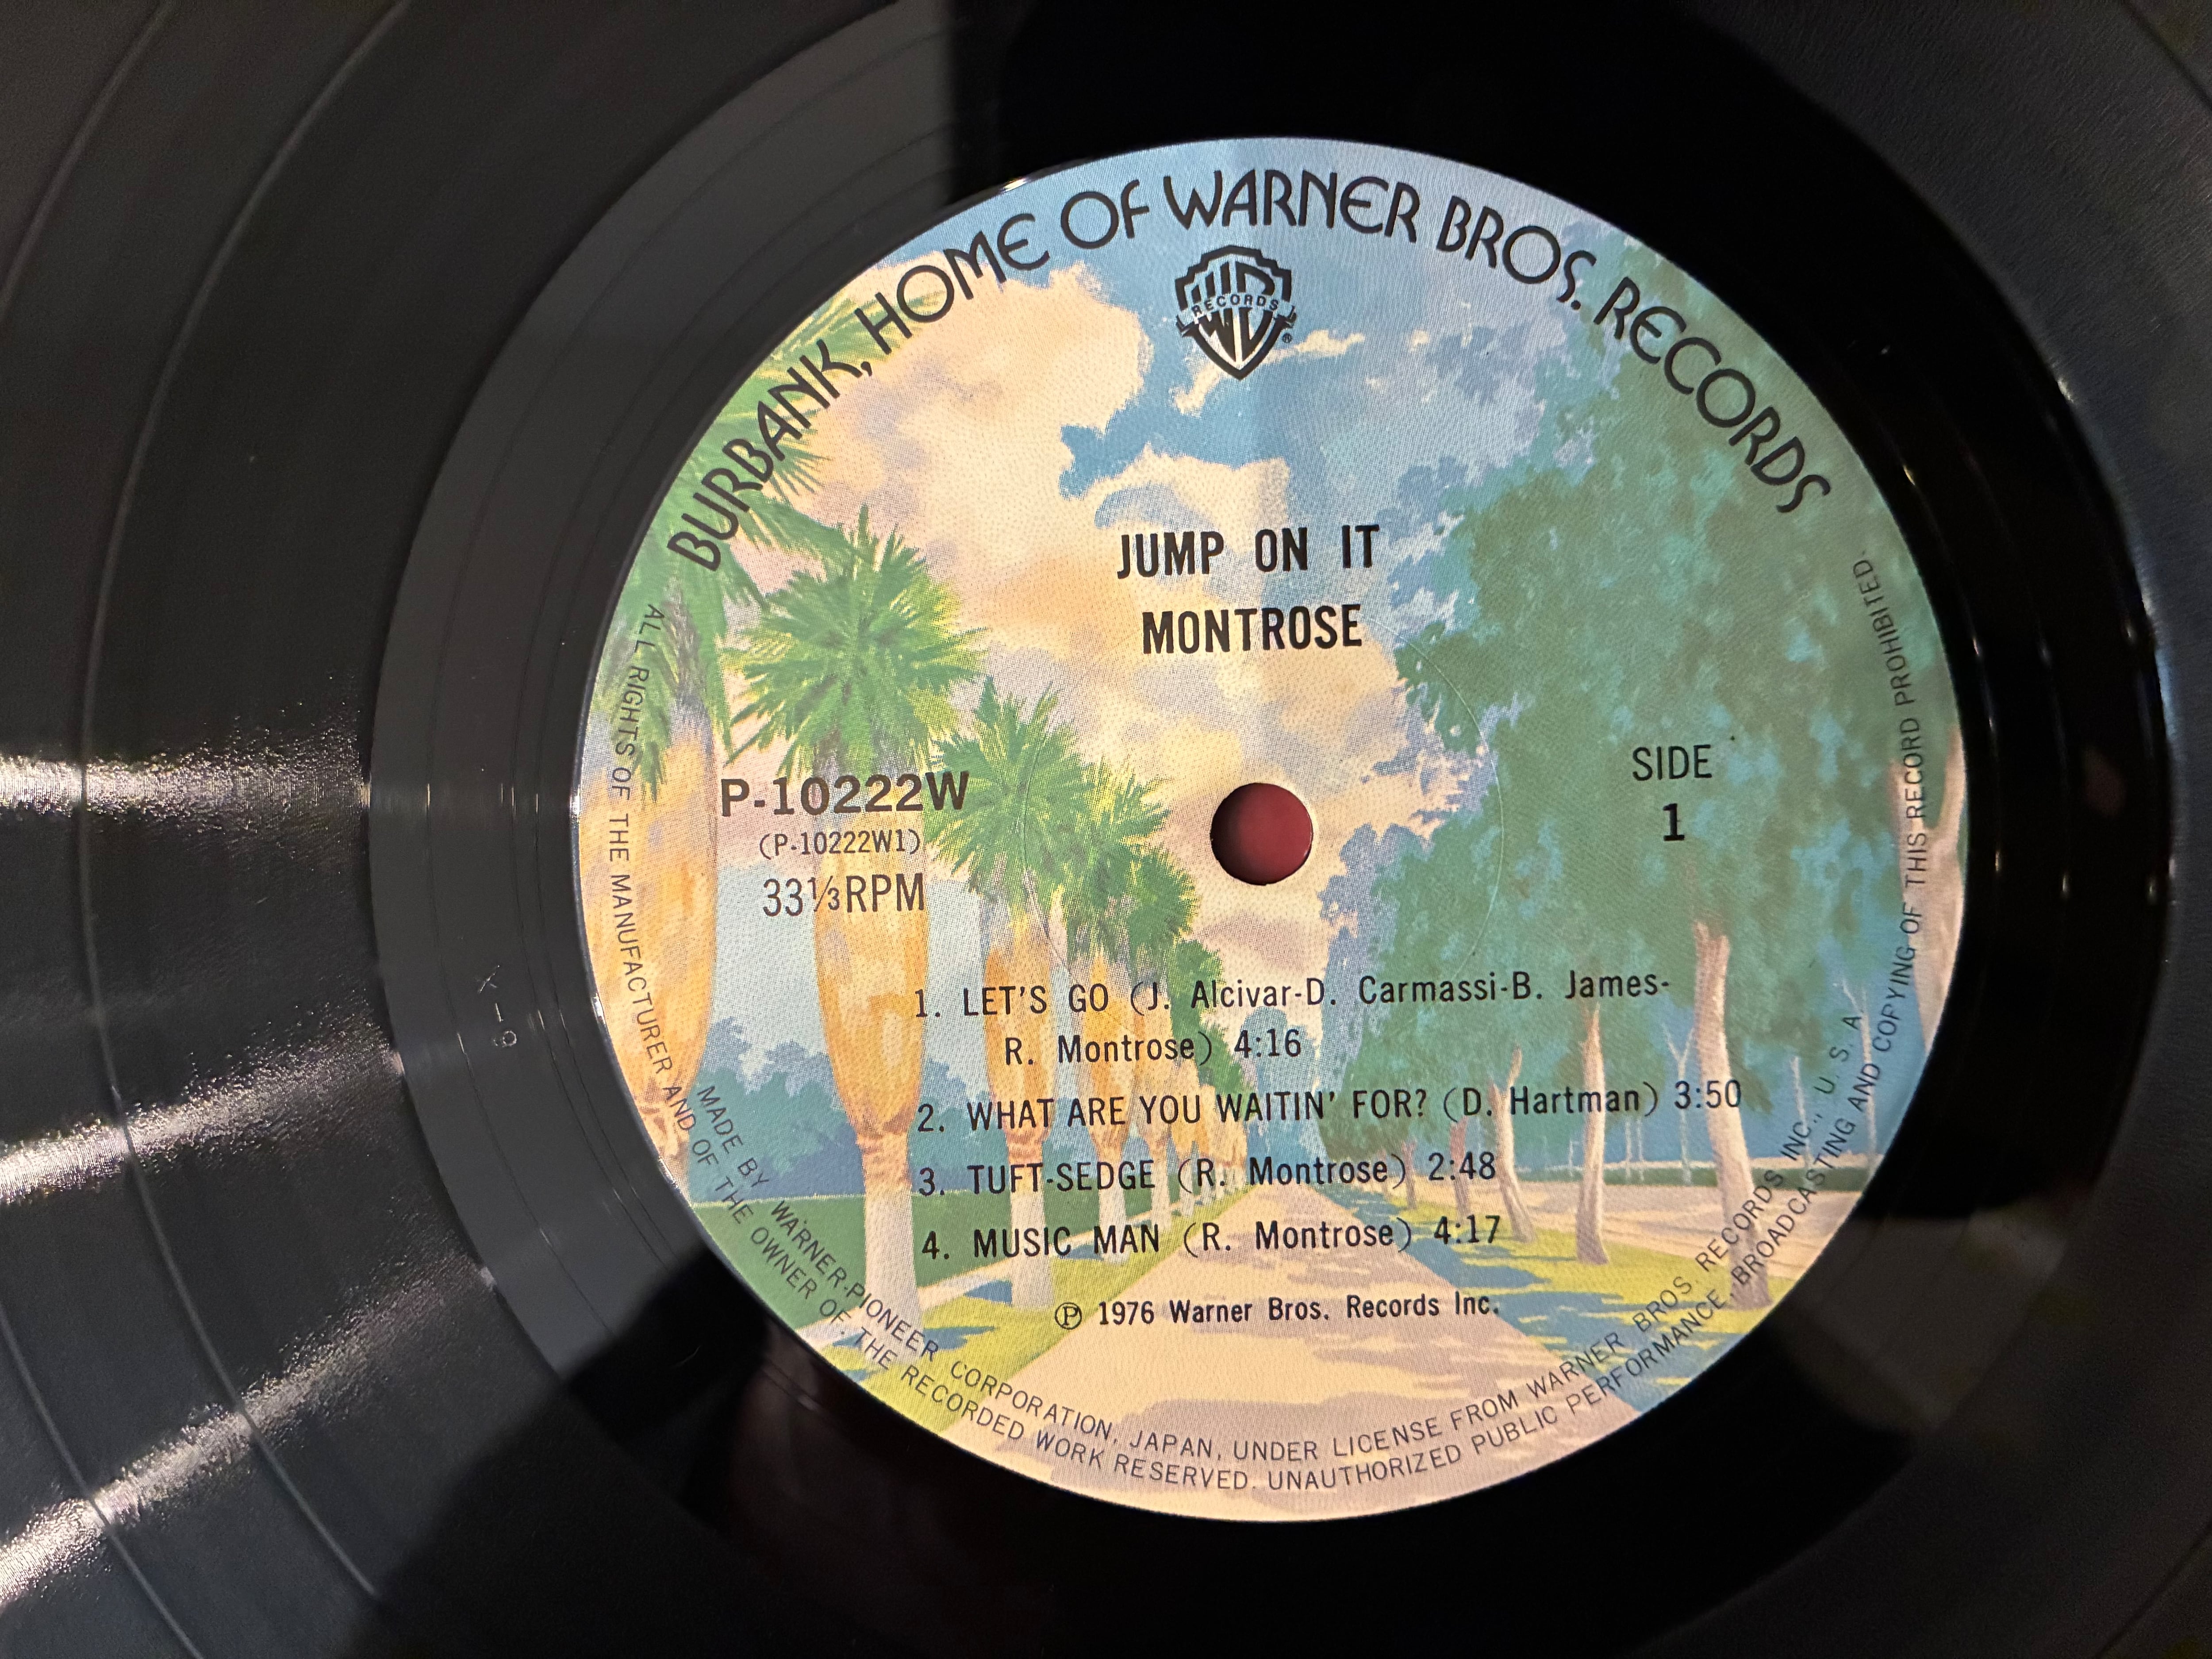 BURBANK, HOME OF WARNER BROS. RECORDS
RECORDS
®
JUMP ON IT
MONTROSE
P-10222W
(P-10222W1)
33⅓RPM
SIDE
1
1. LET'S GO (J. Alcivar-D. Carmassi-B. James-
R. Montrose) 4:16
2. WHAT ARE YOU WAITIN' FOR? (D. Hartman) 3:50
3. TUFT-SEDGE (R. Montrose) 2:48
4. MUSIC MAN (R. Montrose) 4:17
℗ 1976 Warner Bros. Records Inc.
MADE BY WARNER-PIONEER CORPORATION, JAPAN, UNDER LICENSE FROM WARNER BROS. RECORDS INC., U. S. A.
ALL RIGHTS OF THE MANUFACTURER AND OF THE OWNER OF THE RECORDED WORK RESERVED. UNAUTHORIZED PUBLIC PERFORMANCE, BROADCASTING AND COPYING OF THIS RECORD PROHIBITED.